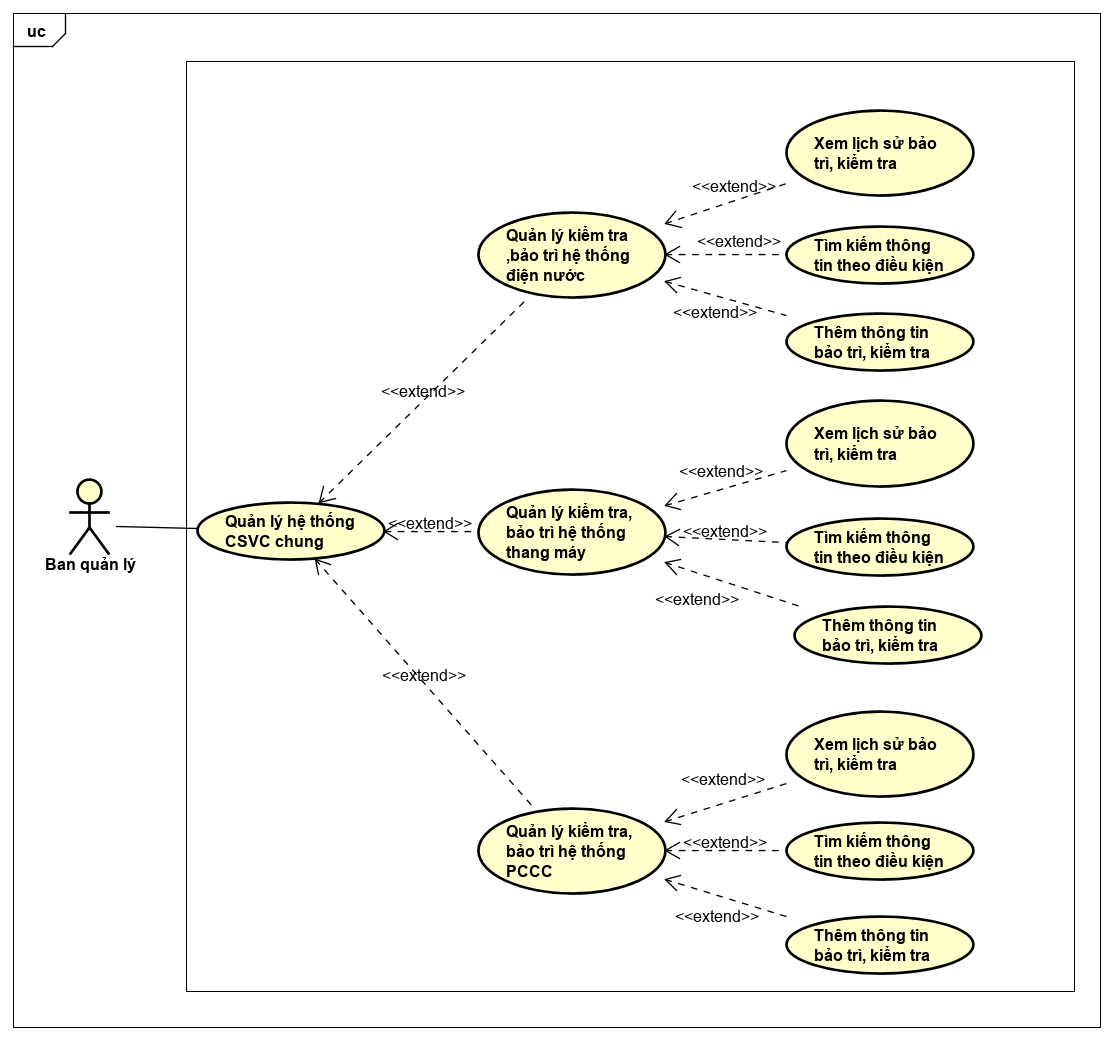 uc
Xem lịch sử bảo
trì, kiểm tra
<<extend>>
Quản lý kiểm tra
,bảo trì hệ thống
điện nước
<<extend>>
Tìm kiếm thông
tin theo điều kiện
<<extend>>
Thêm thông tin
bảo trì, kiểm tra
<<extend>>
Xem lịch sử bảo
trì, kiểm tra
<<extend>>
Ban quản lý
Quản lý hệ thống
CSVC chung
<<extend>>
Quản lý kiểm tra,
bảo trì hệ thống
thang máy
<<extend>>
Tìm kiếm thông
tin theo điều kiện
<<extend>>
Thêm thông tin
bảo trì, kiểm tra
<<extend>>
Xem lịch sử bảo
trì, kiểm tra
<<extend>>
Quản lý kiểm tra,
bảo trì hệ thống
PCCC
<<extend>>
Tìm kiếm thông
tin theo điều kiện
<<extend>>
Thêm thông tin
bảo trì, kiểm tra